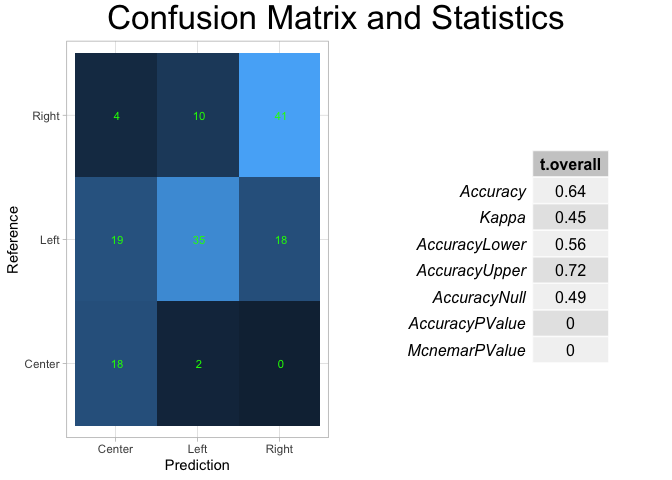 Confusion Matrix and Statistics
Right
4 10 41
Left
19 35 18
Center
18 2 0
Center Left Right
Prediction
Reference
t.overall
Accuracy 0.64
Kappa 0.45
AccuracyLower 0.56
AccuracyUpper 0.72
AccuracyNull 0.49
AccuracyPValue 0
McnemarPValue 0